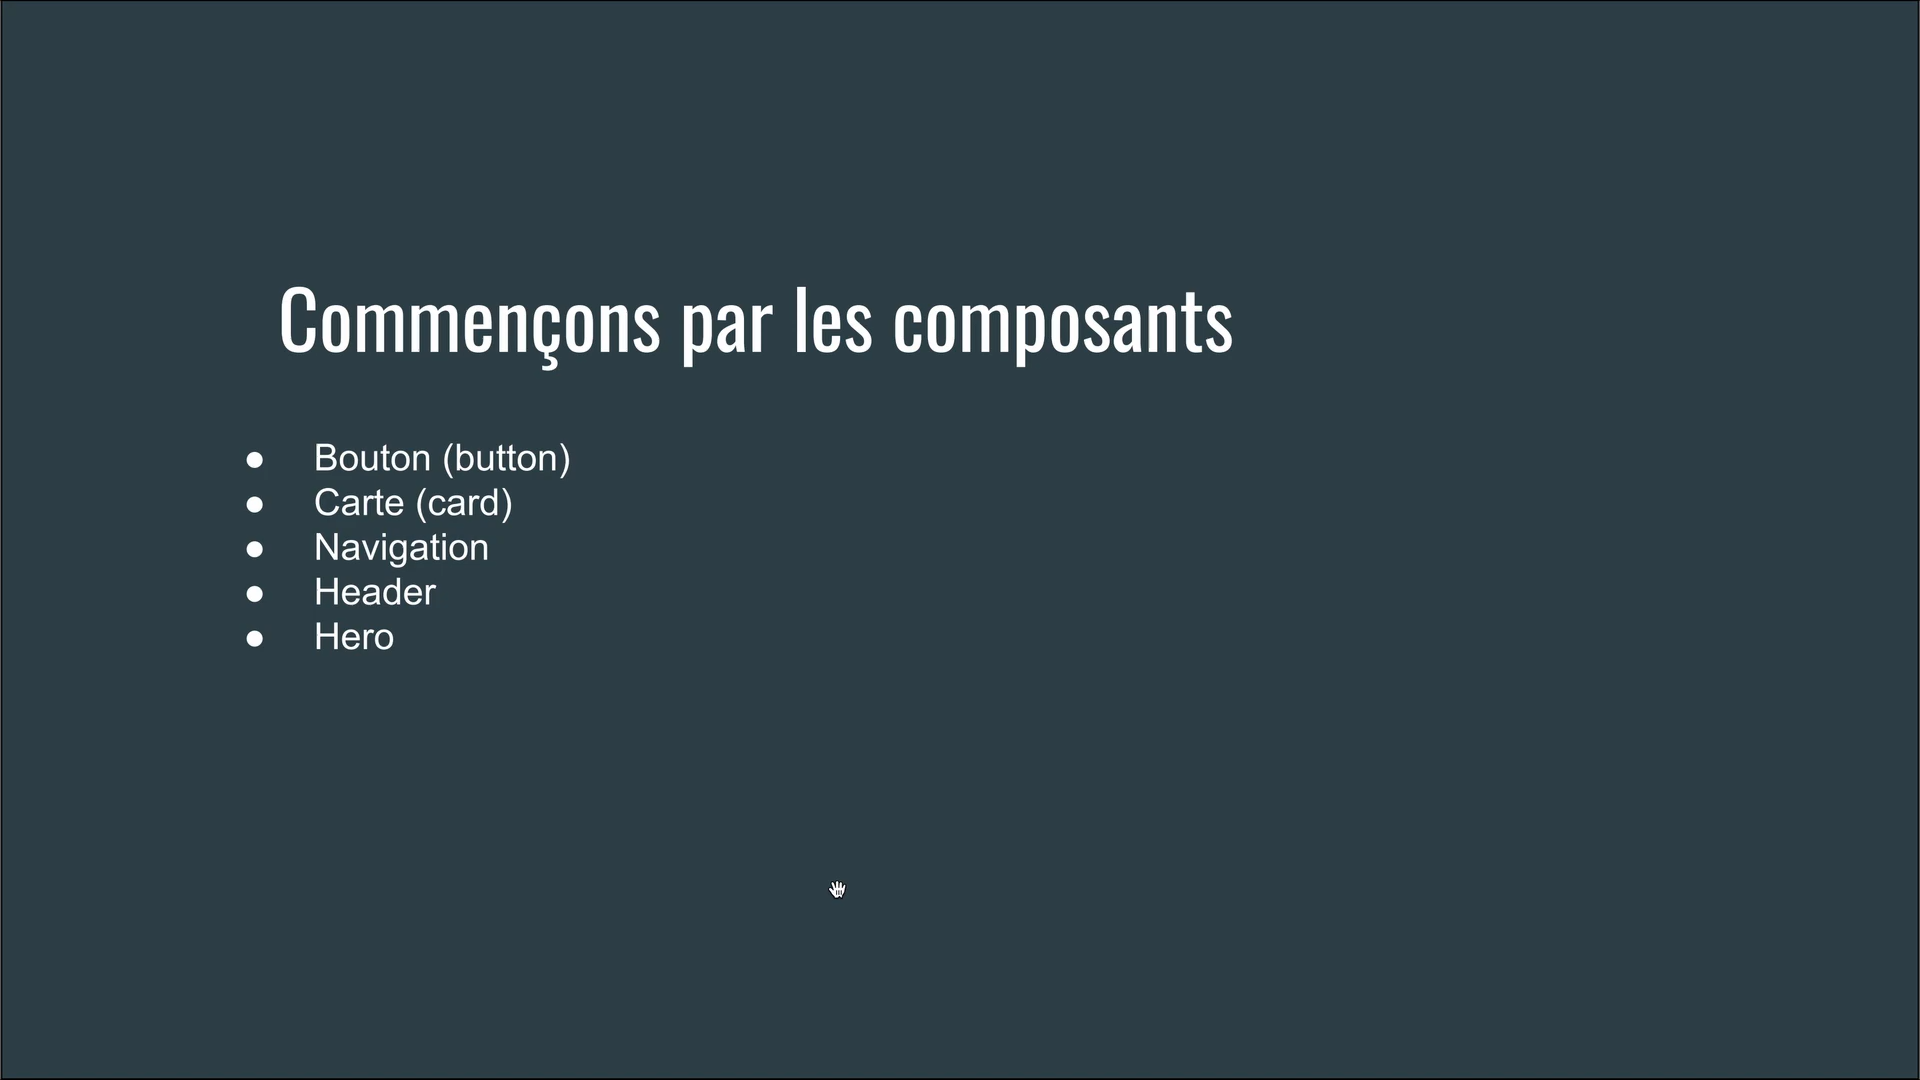 Commençons par les composants
● Bouton (button)
● Carte (card)
● Navigation
● Header
● Hero